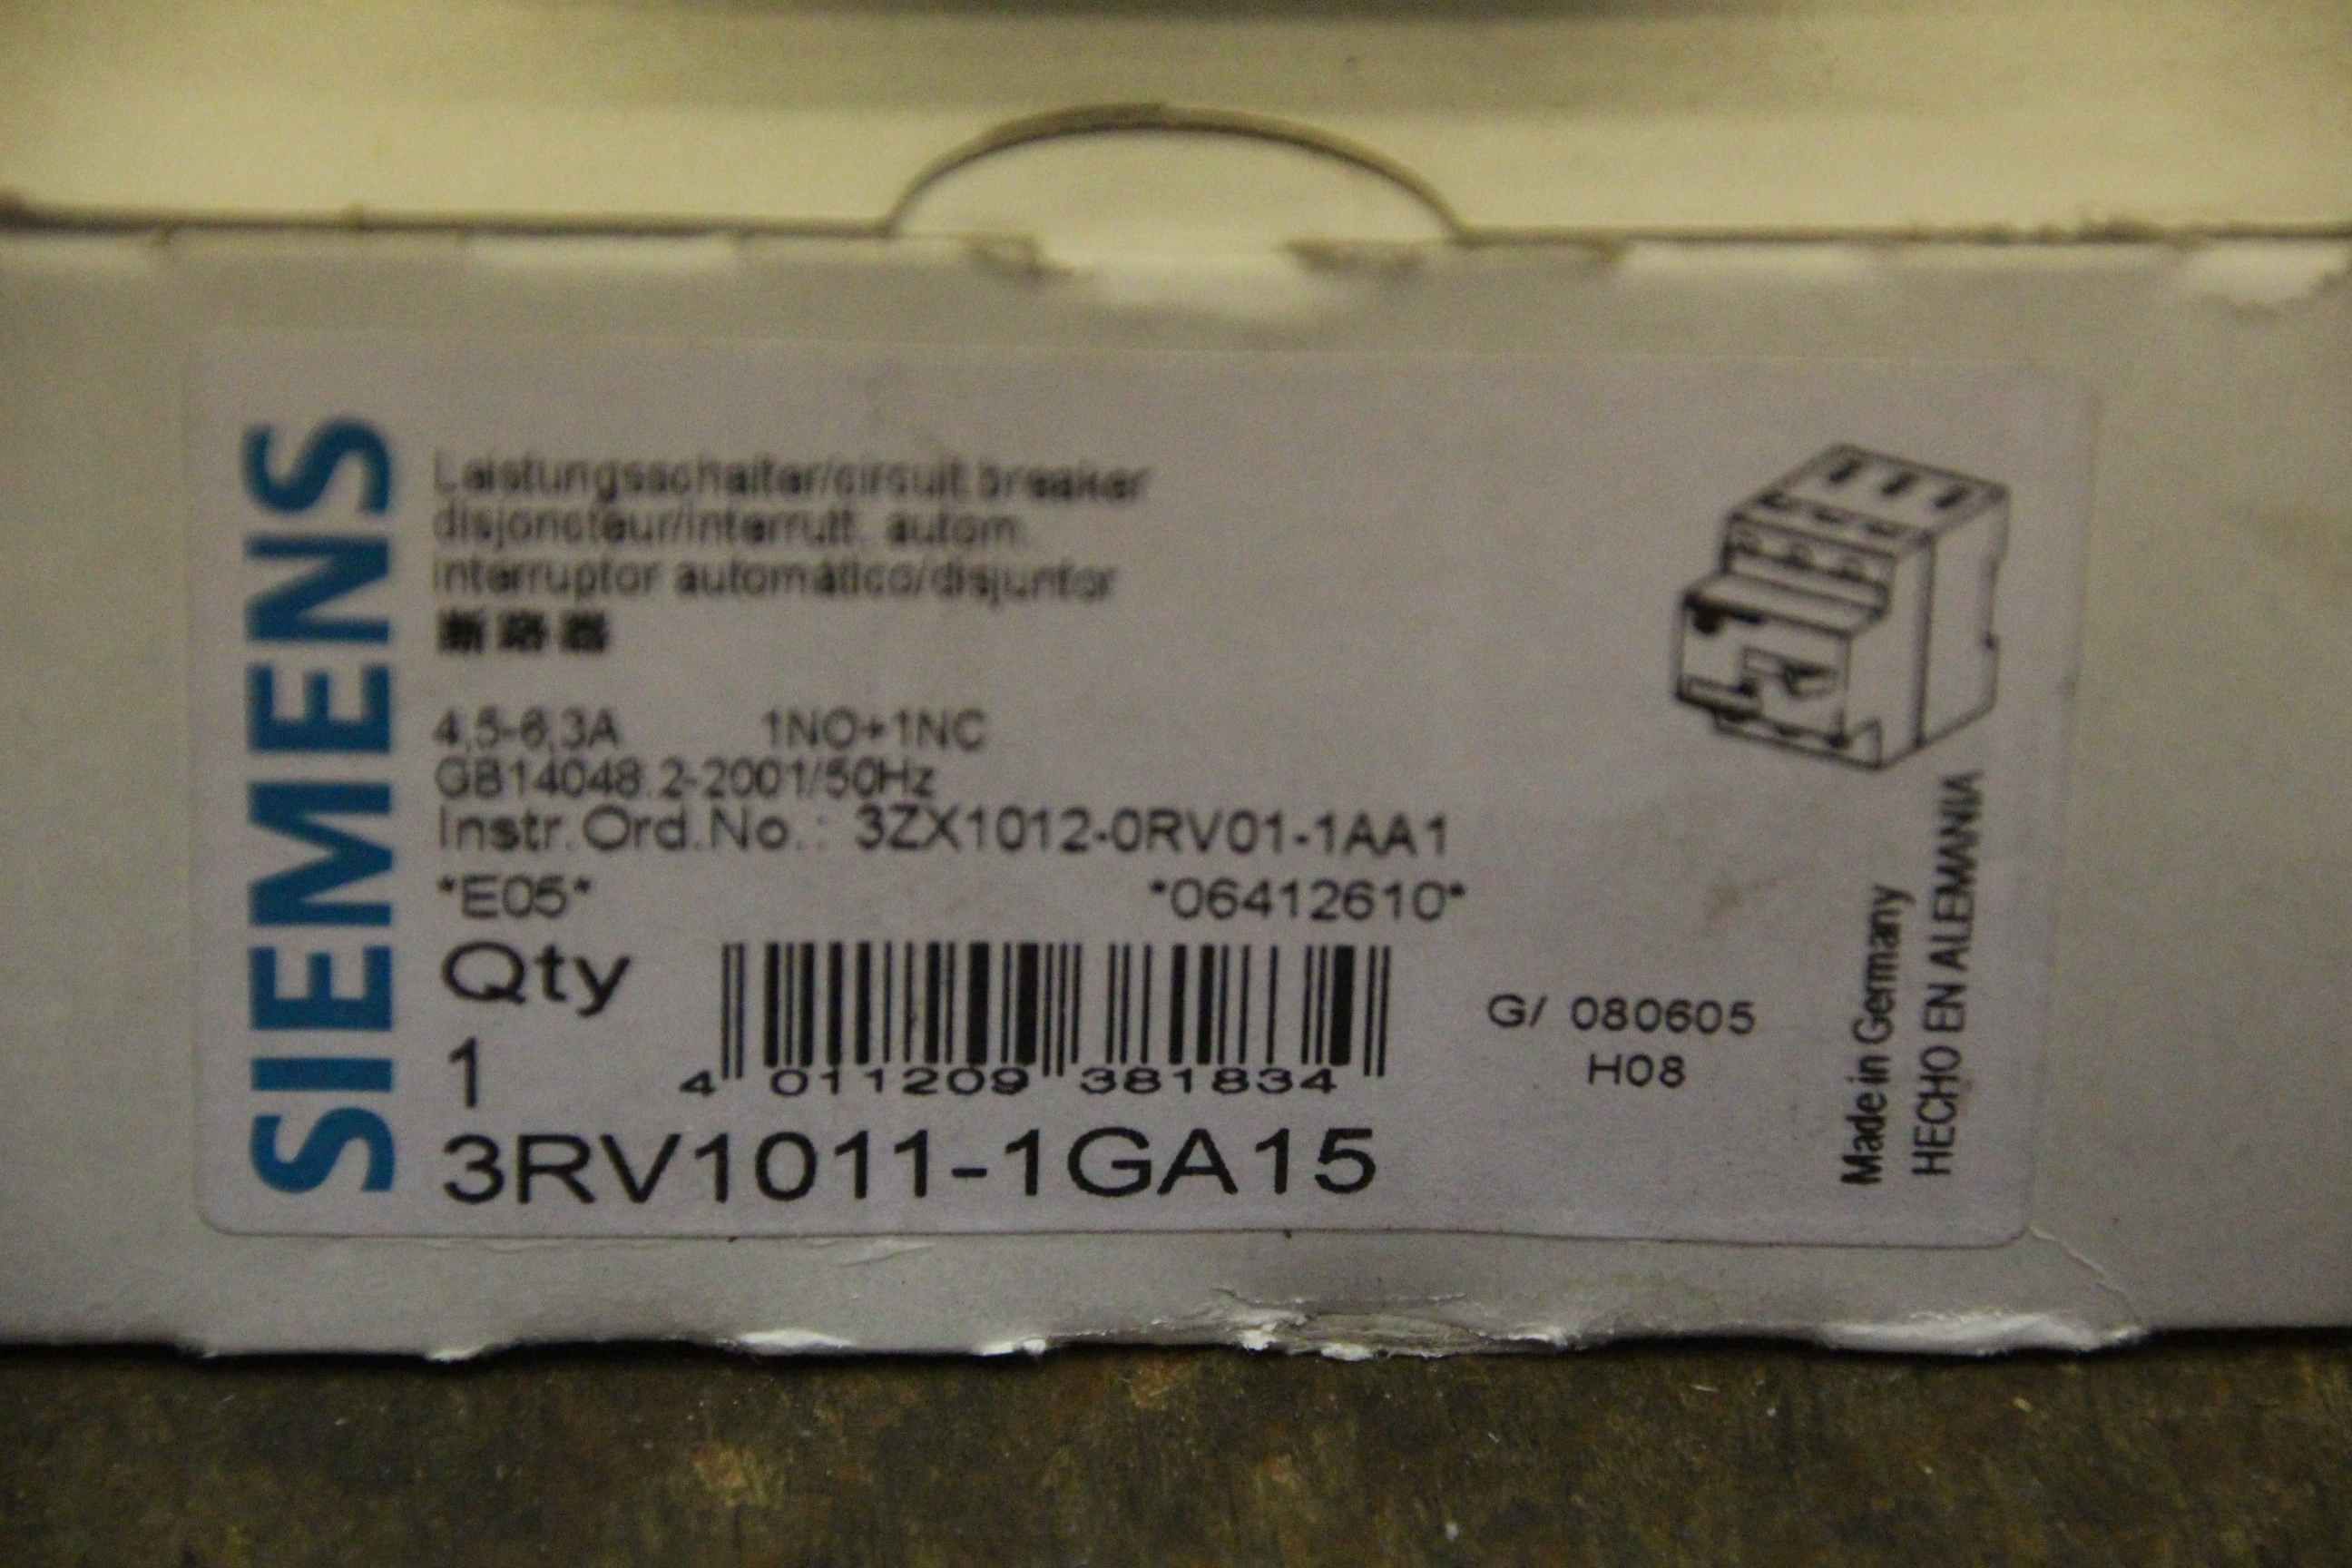 SIEMENS
Leistungsschalter/circuit breaker
disjoncteur/interrutt. autom.
interruptor automático/disjuntor
断路器
4,5-6,3A 1NO+1NC
GB14048.2-2001/50Hz
Instr.Ord.No.: 3ZX1012-0RV01-1AA1
*E05* *06412610*
Qty
1
4 011209 381834
G/ 080605
H08
3RV1011-1GA15
Made in Germany
HECHO EN ALEMANIA